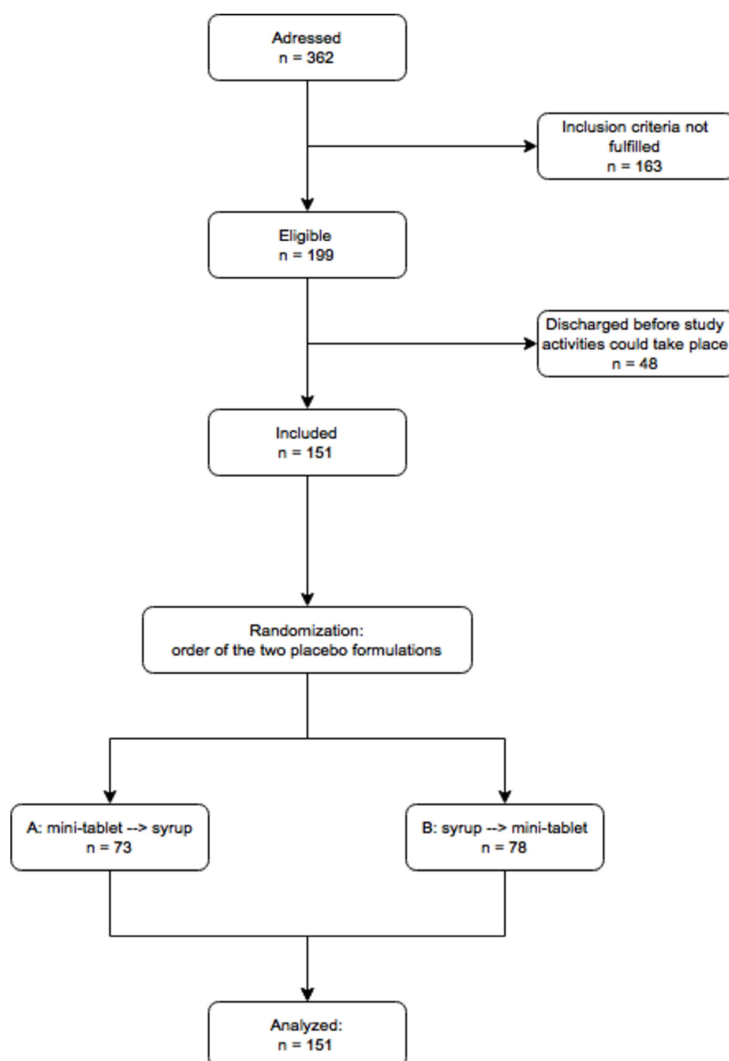 Adressed
n = 362
Inclusion criteria not
fulfilled
n = 163
Eligible
n = 199
Discharged before study
activities could take place
n = 48
Included
n = 151
Randomization:
order of the two placebo formulations
A: mini-tablet --> syrup
n = 73
B: syrup --> mini-tablet
n = 78
Analyzed:
n = 151